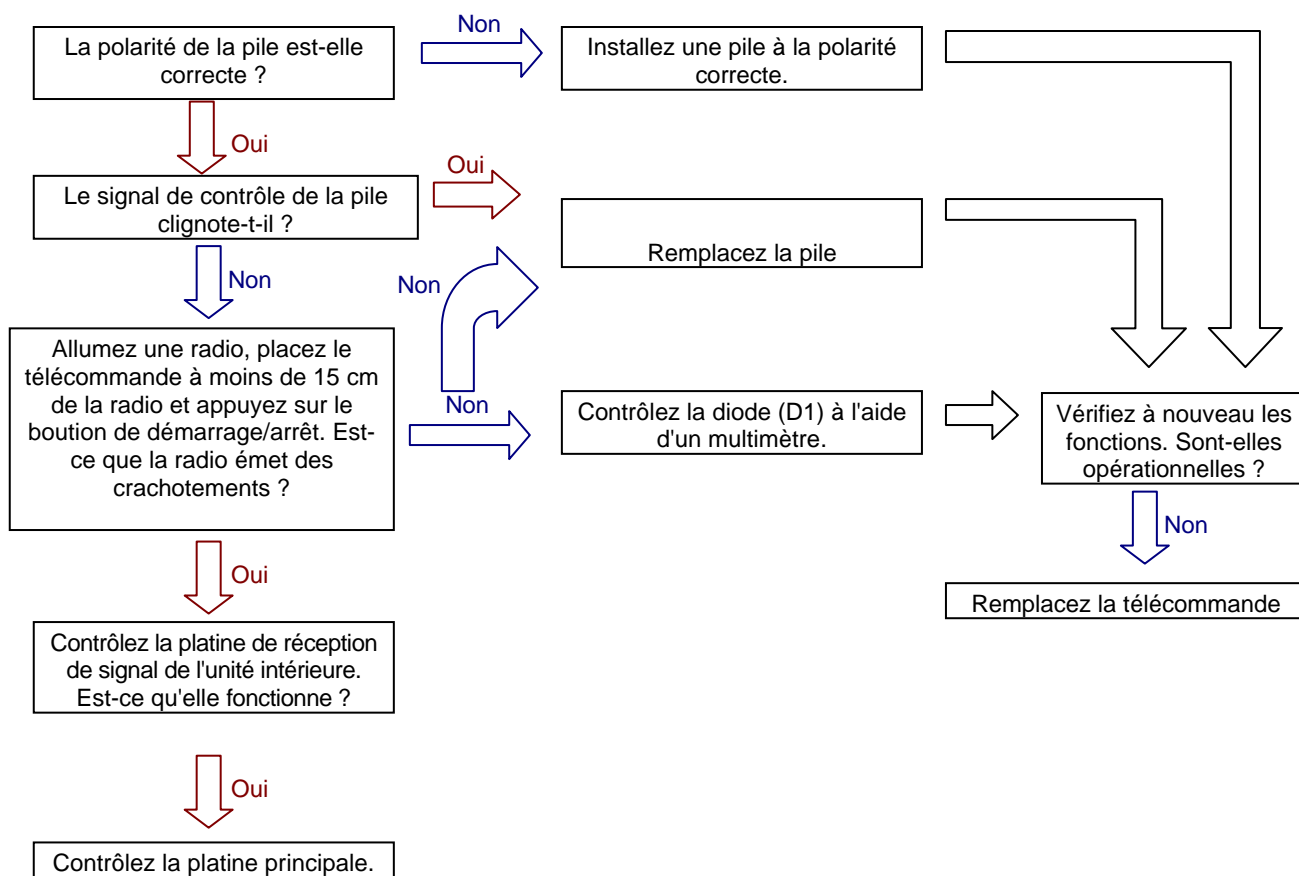 La polarité de la pile est-elle
correcte ?
Non
Installez une pile à la polarité
correcte.
Oui
Le signal de contrôle de la pile
clignote-t-il ?
Oui
Remplacez la pile
Non
Non
Allumez une radio, placez le
télécommande à moins de 15 cm
de la radio et appuyez sur le
boution de démarrage/arrêt. Est-
ce que la radio émet des
crachotements ?
Non
Contrôlez la diode (D1) à l'aide
d'un multimètre.
Vérifiez à nouveau les
fonctions. Sont-elles
opérationnelles ?
Non
Remplacez la télécommande
Oui
Contrôlez la platine de réception
de signal de l'unité intérieure.
Est-ce qu'elle fonctionne ?
Oui
Contrôlez la platine principale.